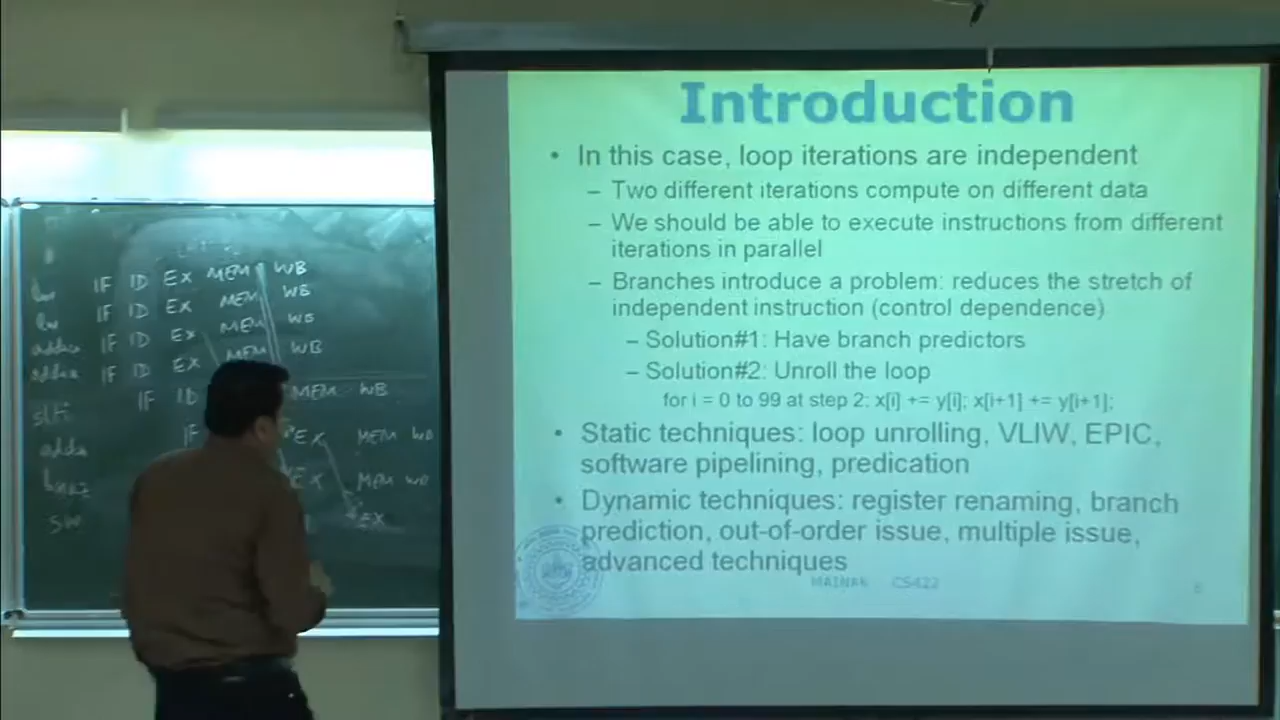 Introduction
• In this case, loop iterations are independent
– Two different iterations compute on different data
– We should be able to execute instructions from different
iterations in parallel
– Branches introduce a problem: reduces the stretch of
independent instruction (control dependence)
– Solution#1: Have branch predictors
– Solution#2: Unroll the loop
for i = 0 to 99 at step 2: x[i] += y[i]; x[i+1] += y[i+1];
• Static techniques: loop unrolling, VLIW, EPIC,
software pipelining, predication
• Dynamic techniques: register renaming, branch
prediction, out-of-order issue, multiple issue,
advanced techniques
MAINAK CS422
lw IF ID EX MEM WB
lw IF ID EX MEM WB
IF ID EX MEM WB
IF ID EX MEM WB
IF ID MEM WB
IF EX MEM WB
EX MEM WB
SW EX